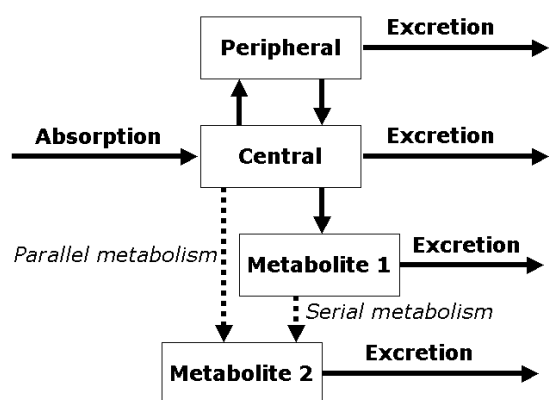 Excretion
Peripheral
Absorption
Excretion
Central
Parallel metabolism
Excretion
Metabolite 1
Serial metabolism
Excretion
Metabolite 2